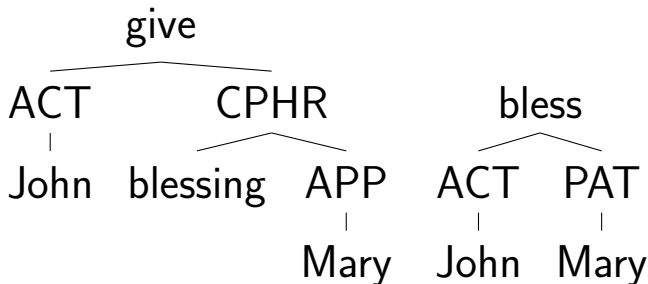 give
ACT CPHR bless
John blessing APP ACT PAT
Mary John Mary